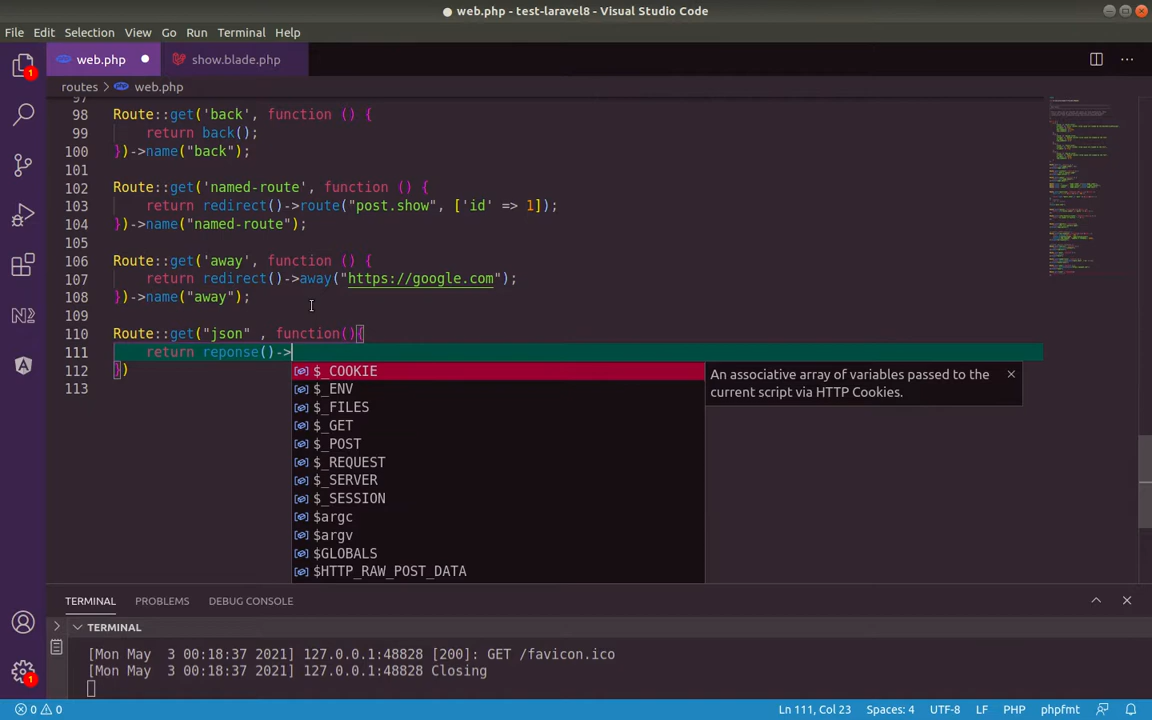 web.php - test-laravel8 - Visual Studio Code
File Edit Selection View Go Run Terminal Help
web.php show.blade.php
1
routes > web.php
97
98 Route::get('back', function () {
99 return back();
100 })->name("back");
101
102 Route::get('named-route', function () {
103 return redirect()->route("post.show", ['id' => 1]);
104 })->name("named-route");
105
106 Route::get('away', function () {
107 return redirect()->away("https://google.com");
108 })->name("away");
109
110 Route::get("json" , function(){
111 return reponse()->
112 })
113
$_COOKIE
$_ENV
$_FILES
$_GET
$_POST
$_REQUEST
$_SERVER
$_SESSION
$argc
$argv
$GLOBALS
$HTTP_RAW_POST_DATA
An associative array of variables passed to the
current script via HTTP Cookies.
TERMINAL PROBLEMS DEBUG CONSOLE
TERMINAL
[Mon May  3 00:18:37 2021] 127.0.0.1:48828 [200]: GET /favicon.ico
[Mon May  3 00:18:37 2021] 127.0.0.1:48828 Closing
1
0 0 Ln 111, Col 23 Spaces: 4 UTF-8 LF PHP phpfmt